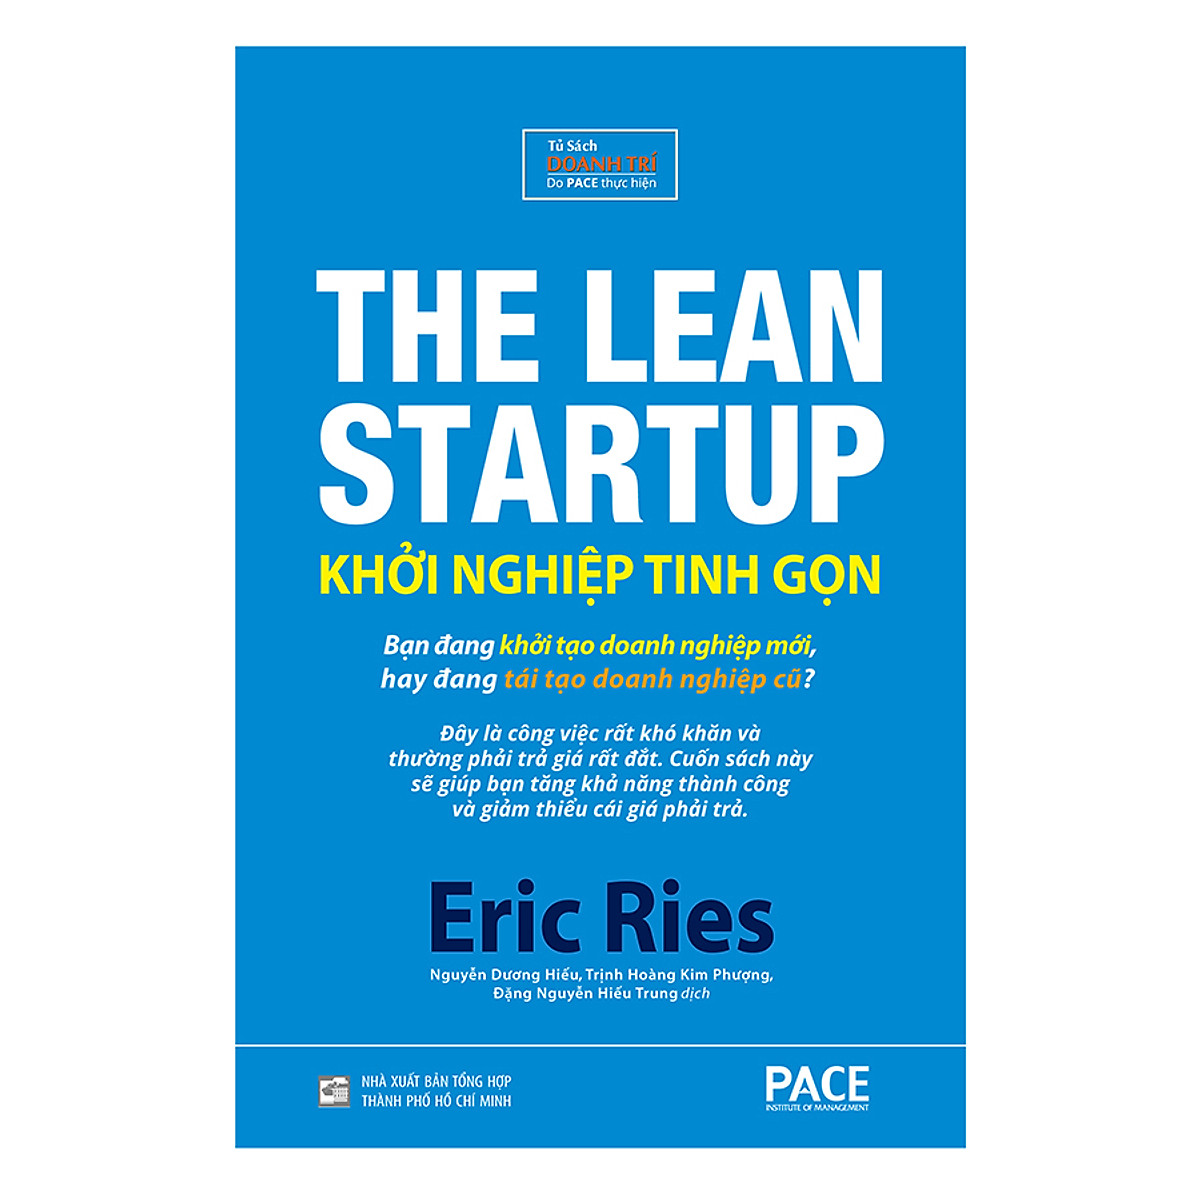 Tủ Sách
DOANH TRÍ
Do PACE thực hiện
THE LEAN
STARTUP
KHỞI NGHIỆP TINH GỌN
Bạn đang khởi tạo doanh nghiệp mới,
hay đang tái tạo doanh nghiệp cũ?
Đây là công việc rất khó khăn và
thường phải trả giá rất đắt. Cuốn sách này
sẽ giúp bạn tăng khả năng thành công
và giảm thiểu cái giá phải trả.
Eric Ries
Nguyễn Dương Hiếu, Trịnh Hoàng Kim Phượng,
Đặng Nguyễn Hiếu Trung dịch
NHÀ XUẤT BẢN TỔNG HỢP
THÀNH PHỐ HỒ CHÍ MINH
PACE
INSTITUTE OF MANAGEMENT